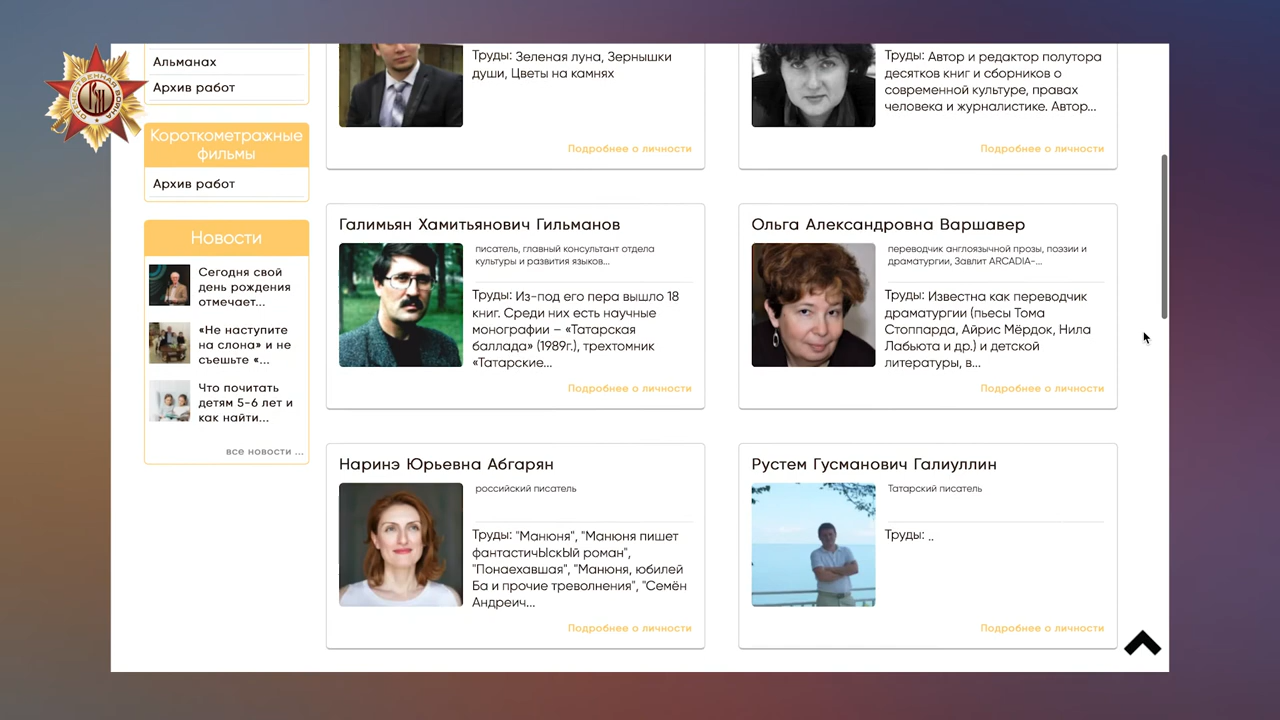 Альманах
Архив работ
Короткометражные
фильмы
Архив работ
Новости
Сегодня свой
день рождения
отмечает...
«Не наступите
на слона» и не
съешьте «...
Что почитать
детям 5-6 лет и
как найти...
все новости ...
Труды: Зеленая луна, Зернышки
души, Цветы на камнях
Подробнее о личности
Труды: Автор и редактор полутора
десятков книг и сборников о
современной культуре, правах
человека и журналистике. Автор...
Подробнее о личности
Галимьян Хамитьянович Гильманов
писатель, главный консультант отдела
культуры и развития языков...
Труды: Из-под его пера вышло 18
книг. Среди них есть научные
монографии – «Татарская
баллада» (1989г.), трехтомник
«Татарские...
Подробнее о личности
Ольга Александровна Варшавер
переводчик англоязычной прозы, поэзии и
драматургии, Завлит ARCADIA-...
Труды: Известна как переводчик
драматургии (пьесы Тома
Стоппарда, Айрис Мёрдок, Нила
Лабьюта и др.) и детской
литературы, в...
Подробнее о личности
Наринэ Юрьевна Абгарян
российский писатель
Труды: "Манюня", "Манюня пишет
фантастичЫскЫй роман",
"Понаехавшая", "Манюня, юбилей
Ба и прочие треволнения", "Семён
Андреич...
Подробнее о личности
Рустем Гусманович Галиуллин
Татарский писатель
Труды: ..
Подробнее о личности
ОТЕЧЕСТВЕННАЯ ВОЙНА